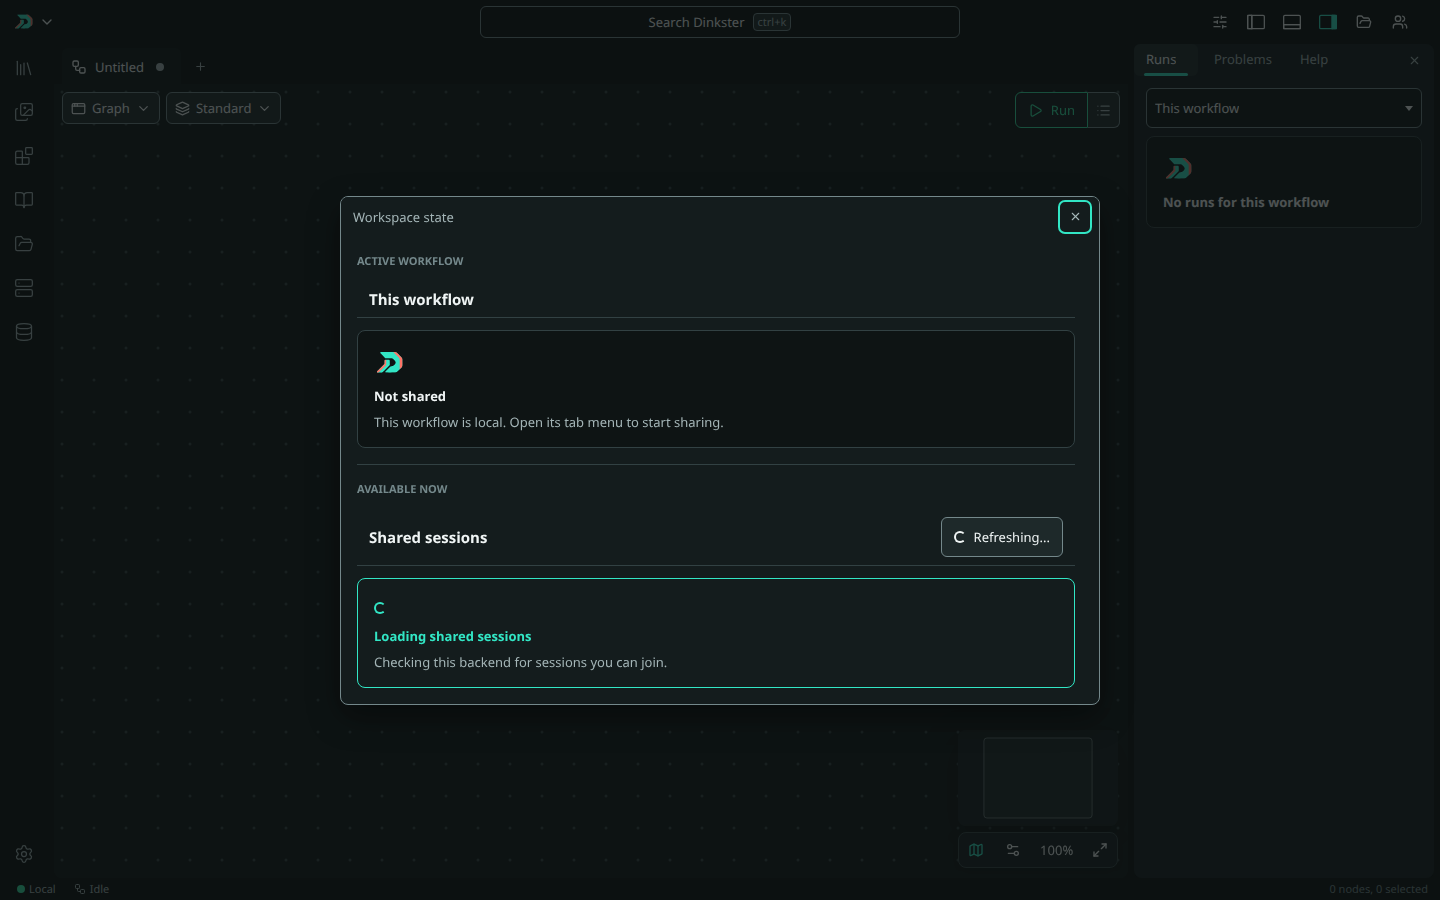 Search Dinkster ctrl+k
Untitled
Runs Problems Help
Graph
Standard
Run
This workflow
No runs for this workflow
Workspace state
ACTIVE WORKFLOW
This workflow
Not shared
This workflow is local. Open its tab menu to start sharing.
AVAILABLE NOW
Shared sessions
Refreshing...
Loading shared sessions
Checking this backend for sessions you can join.
100%
Local
Idle
0 nodes, 0 selected